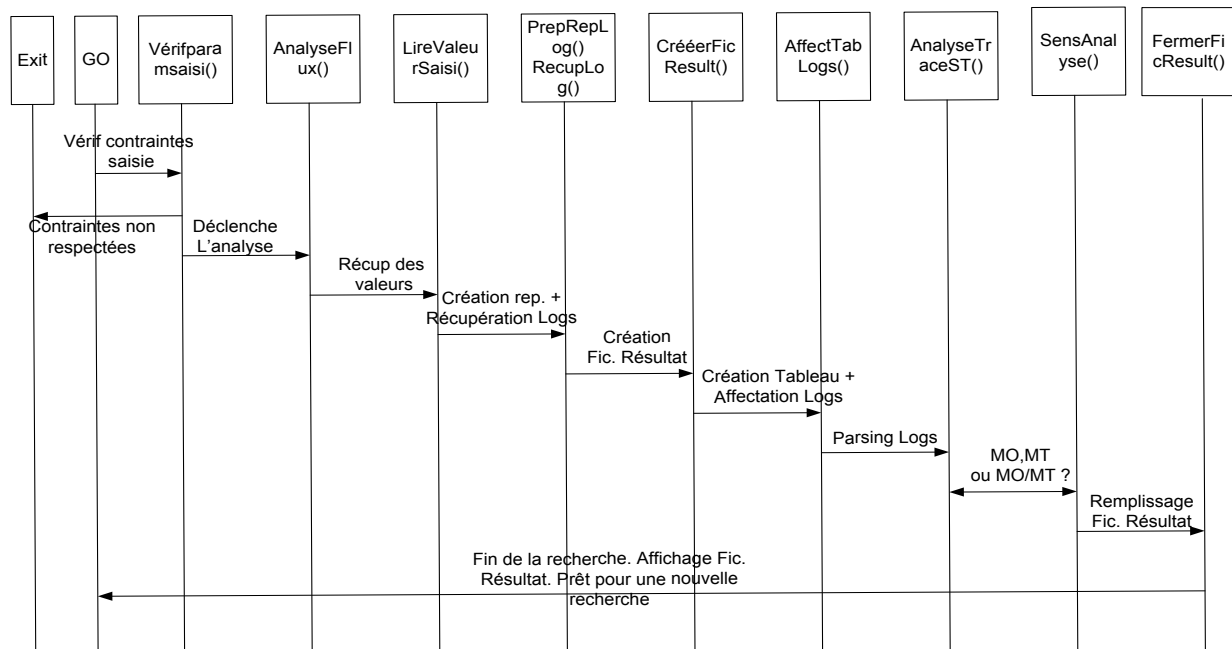 Exit
GO
Vérifpara
msaisi()
AnalyseFl
ux()
LireValeu
rSaisi()
PrepRepL
og()
RecupLo
g()
CrééerFic
Result()
AffectTab
Logs()
AnalyseTr
aceST()
SensAnal
yse()
FermerFi
cResult()
Vérif contraintes
saisie
Contraintes non
respectées
Déclenche
L'analyse
Récup des
valeurs
Création rep. +
Récupération Logs
Création
Fic. Résultat
Création Tableau +
Affectation Logs
Parsing Logs
MO,MT
ou MO/MT ?
Remplissage
Fic. Résultat
Fin de la recherche. Affichage Fic.
Résultat. Prêt pour une nouvelle
recherche